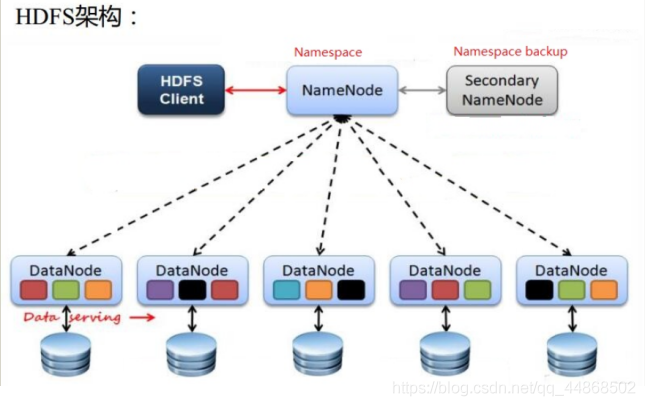 HDFS架构：
Namespace
Namespace backup
HDFS
Client
NameNode
Secondary
NameNode
DataNode
DataNode
DataNode
DataNode
DataNode
Data serving
https://blog.csdn.net/qq_44868502